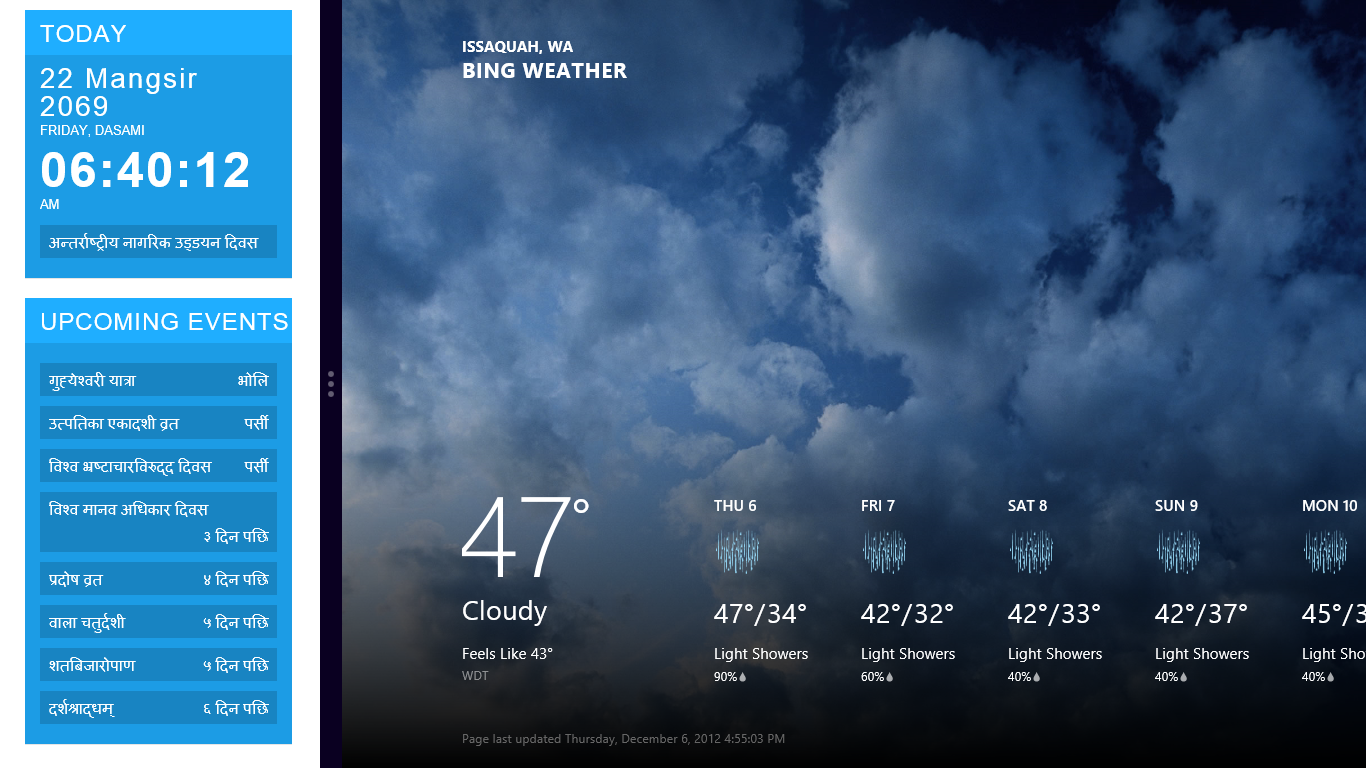 TODAY
22 Mangsir
2069
FRIDAY, DASAMI
06:40:12
AM
अन्तर्राष्ट्रीय नागरिक उड्डयन दिवस
UPCOMING EVENTS
गुह्येश्वरी यात्रा भोलि
उत्पतिका एकादशी व्रत पर्सी
विश्व भ्रष्टाचारविरुद्द दिवस पर्सी
विश्व मानव अधिकार दिवस
३ दिन पछि
प्रदोष व्रत ४ दिन पछि
वाला चतुर्दशी ५ दिन पछि
शतबिजारोपाण ५ दिन पछि
दर्शश्राद्धम् ६ दिन पछि
ISSAQUAH, WA
BING WEATHER
47°
Cloudy
Feels Like 43°
WDT
THU 6 FRI 7 SAT 8 SUN 9 MON 10
47°/34° 42°/32° 42°/33° 42°/37° 45°/3
Light Showers Light Showers Light Showers Light Showers Light Sho
90% 60% 40% 40% 40%
Page last updated Thursday, December 6, 2012 4:55:03 PM